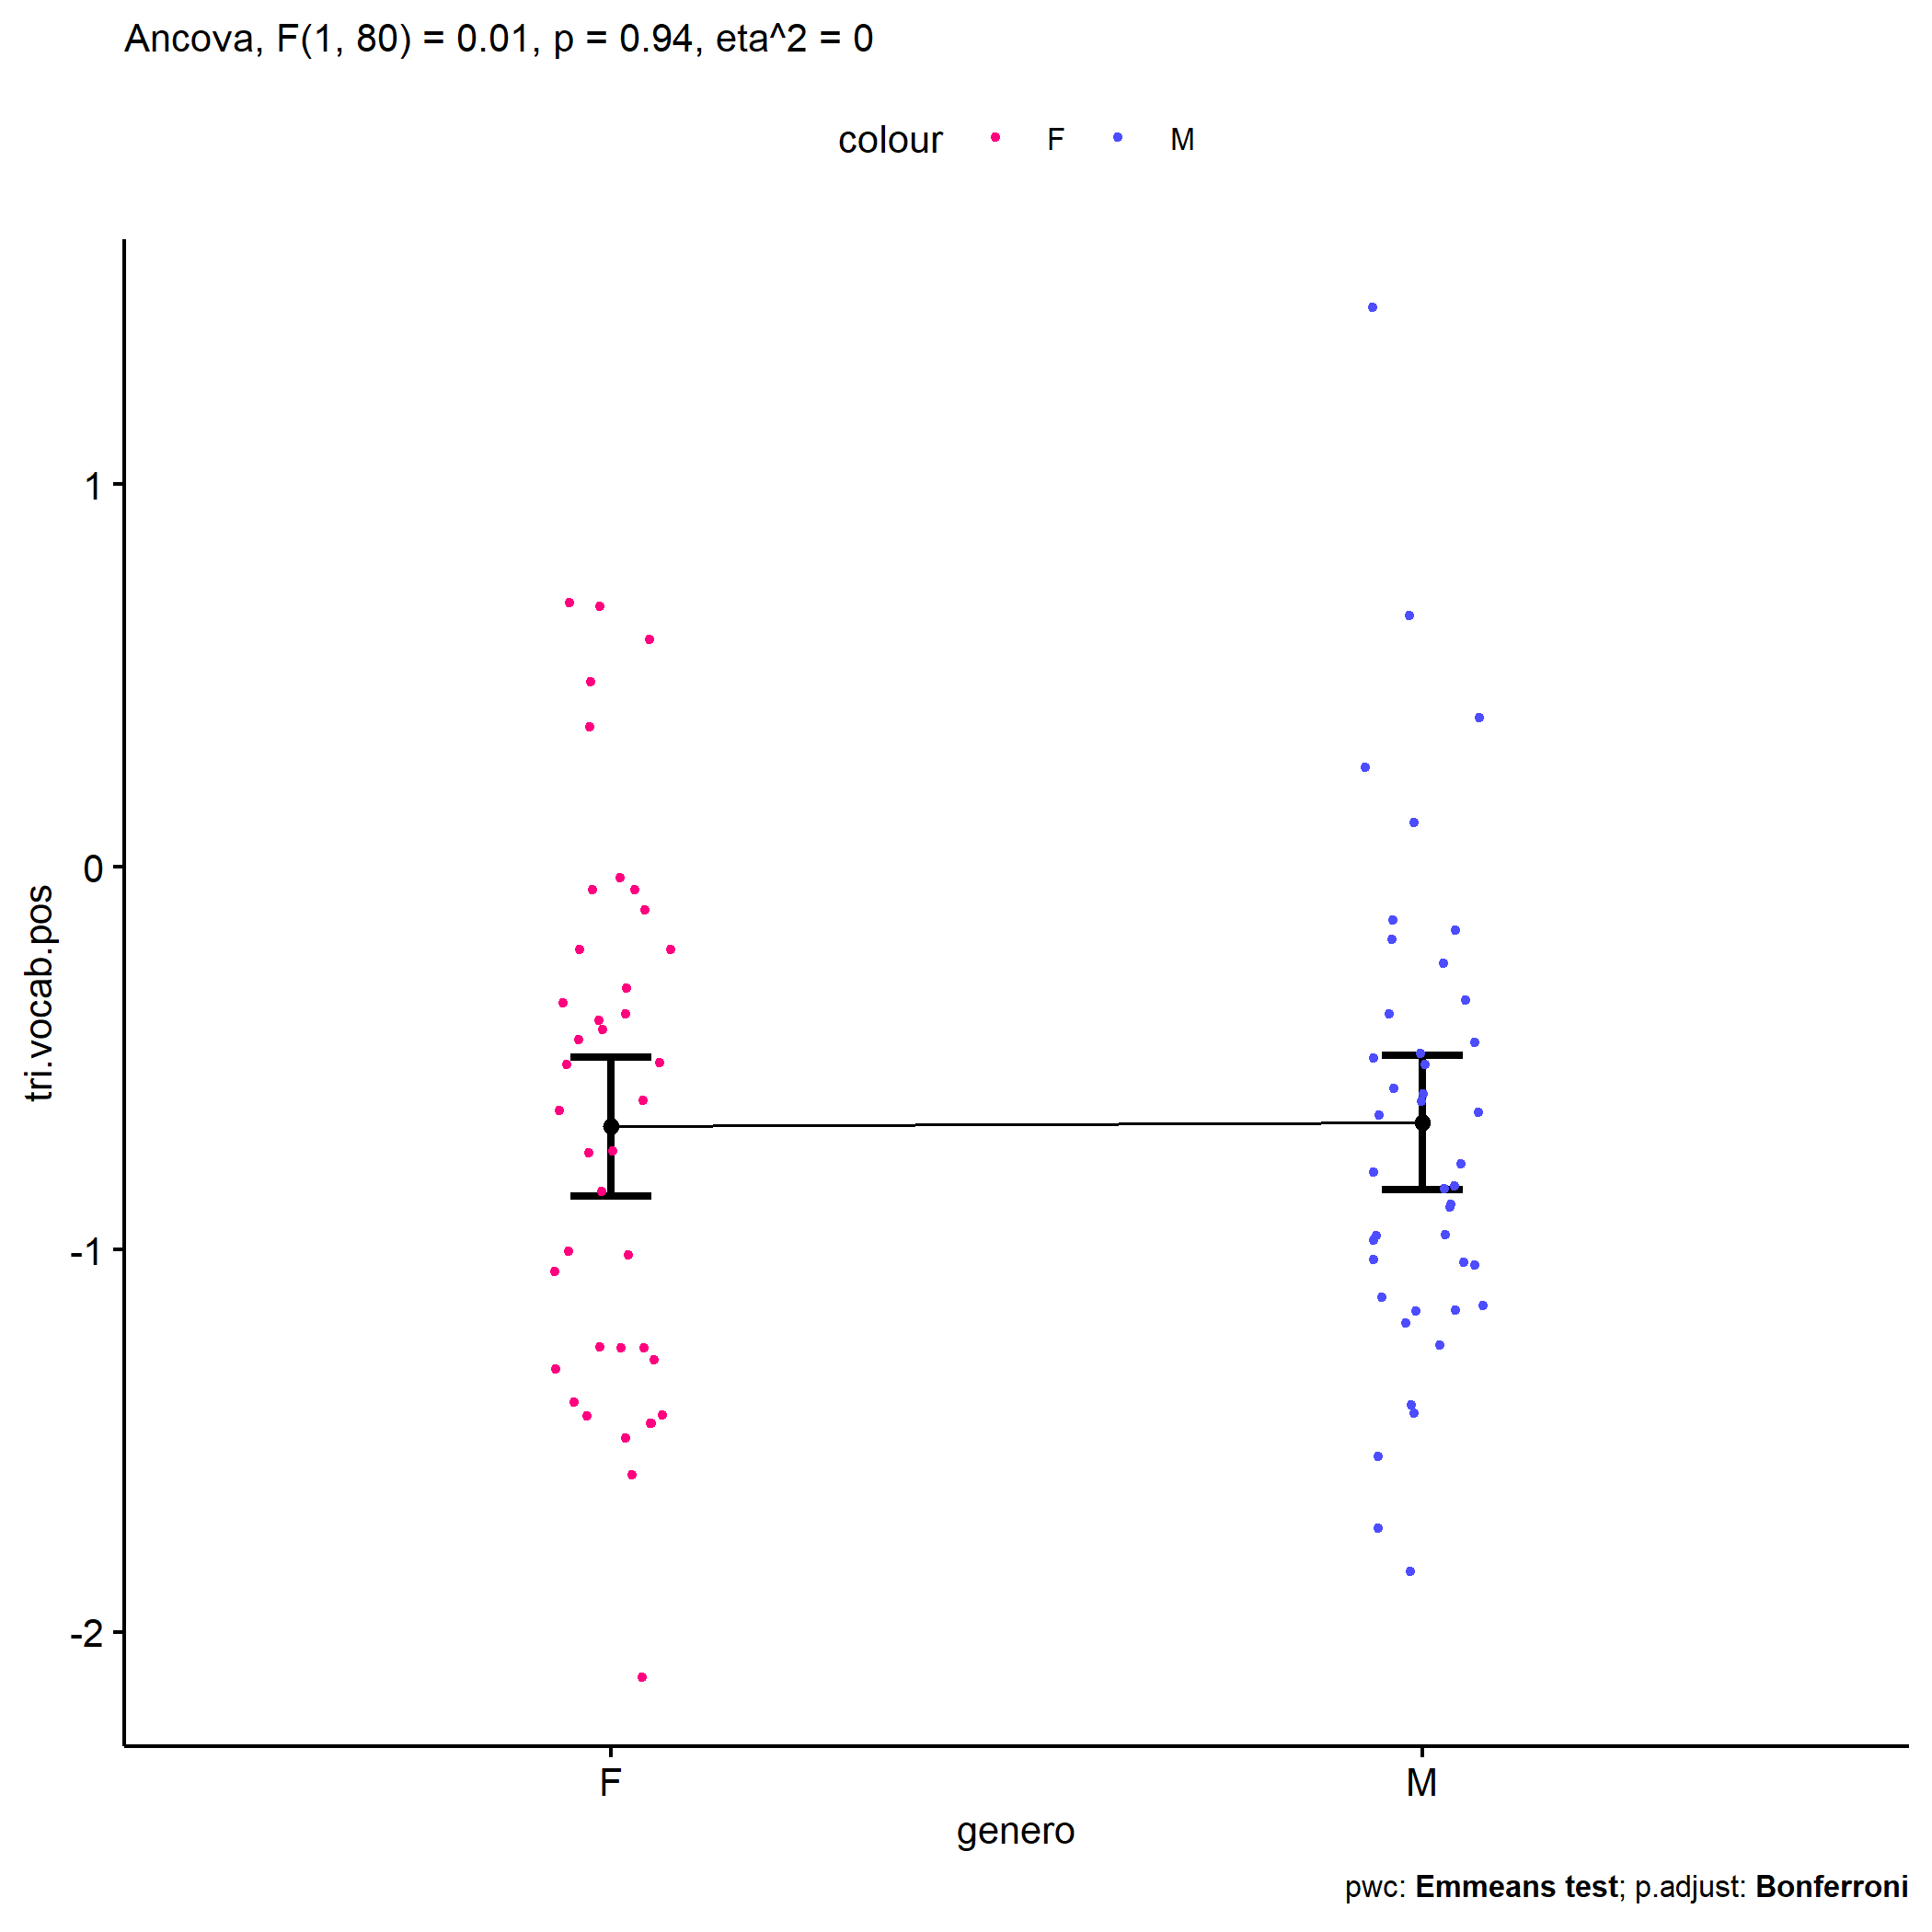 Ancova, F(1, 80) = 0.01, p = 0.94, eta^2 = 0
colour F M
1
0
-1
-2
tri.vocab.pos
F M
genero
pwc: Emmeans test; p.adjust: Bonferroni